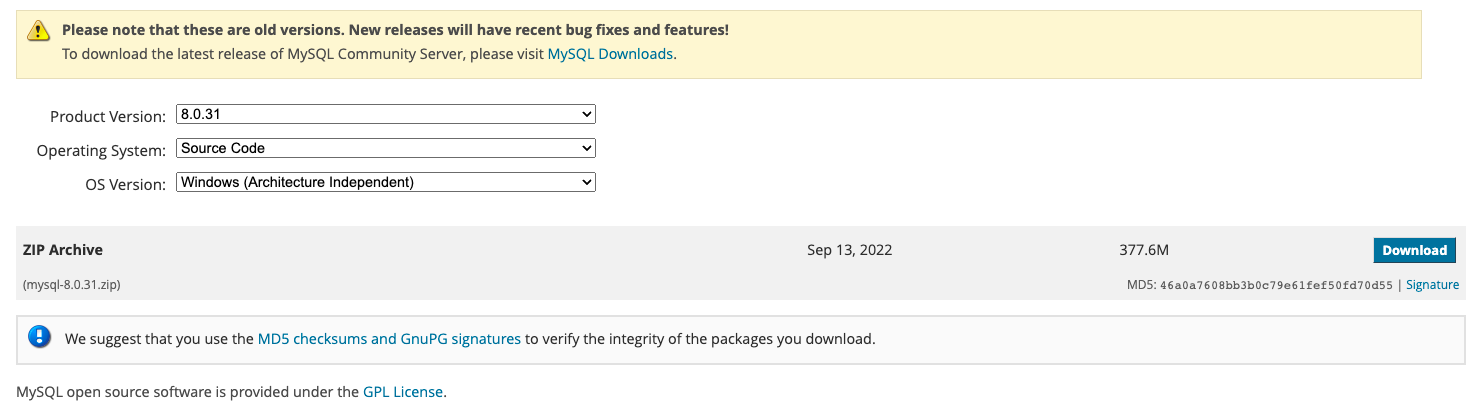 Please note that these are old versions. New releases will have recent bug fixes and features!
To download the latest release of MySQL Community Server, please visit MySQL Downloads.
Product Version: 8.0.31
Operating System: Source Code
OS Version: Windows (Architecture Independent)
ZIP Archive Sep 13, 2022 377.6M Download
(mysql-8.0.31.zip) MD5: 46a0a7608bb3b0c79e61fef50fd70d55 | Signature
We suggest that you use the MD5 checksums and GnuPG signatures to verify the integrity of the packages you download.
MySQL open source software is provided under the GPL License.